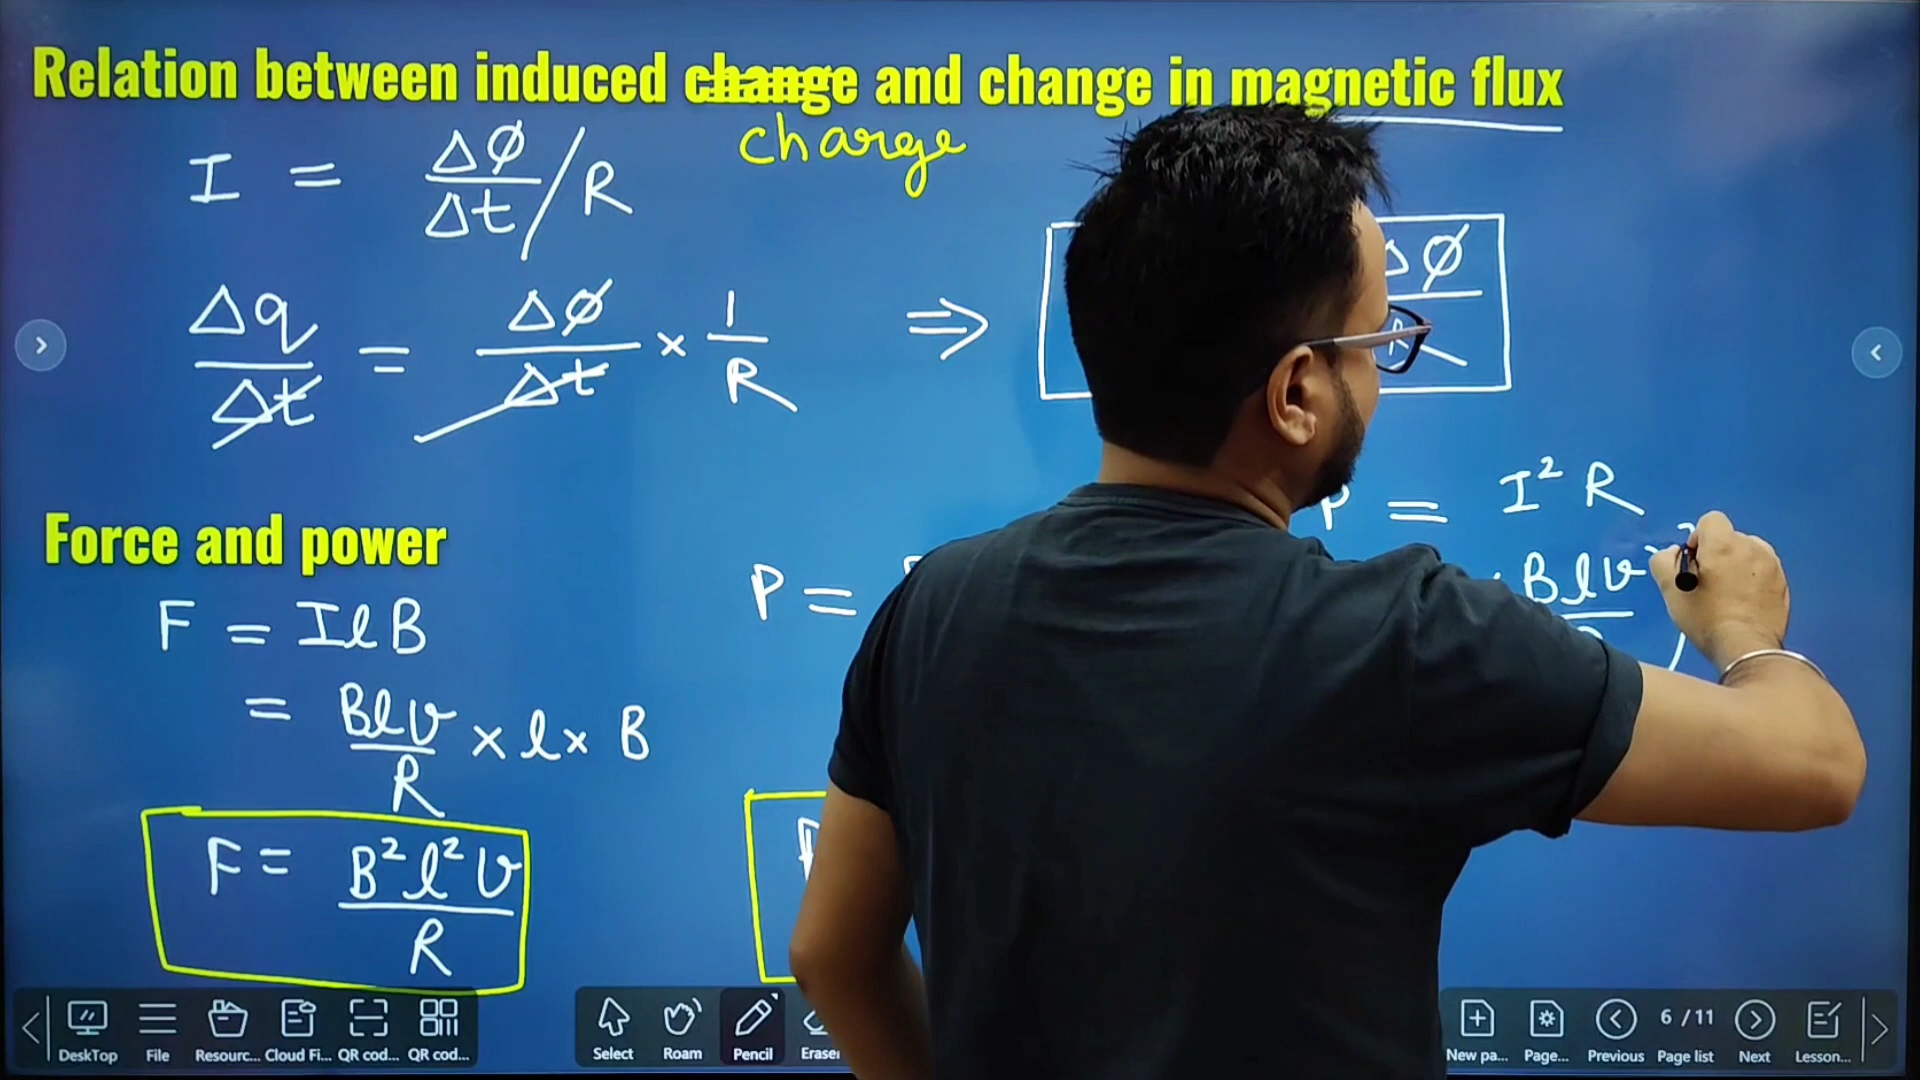 Relation between induced change and change in magnetic flux
charge
I = Δϕ/Δt / R
Δq/Δt = Δϕ/Δt × 1/R ⇒ Δϕ/R
Force and power
F = IlB
= Blv/R × l × B
F = B²l²v/R
P =
P = I²R
Blv
DeskTop File Resourc... Cloud Fi... QR cod... QR cod... Select Roam Pencil Eraser New pa... Page... Previous 6 / 11 Page list Next Lesson...